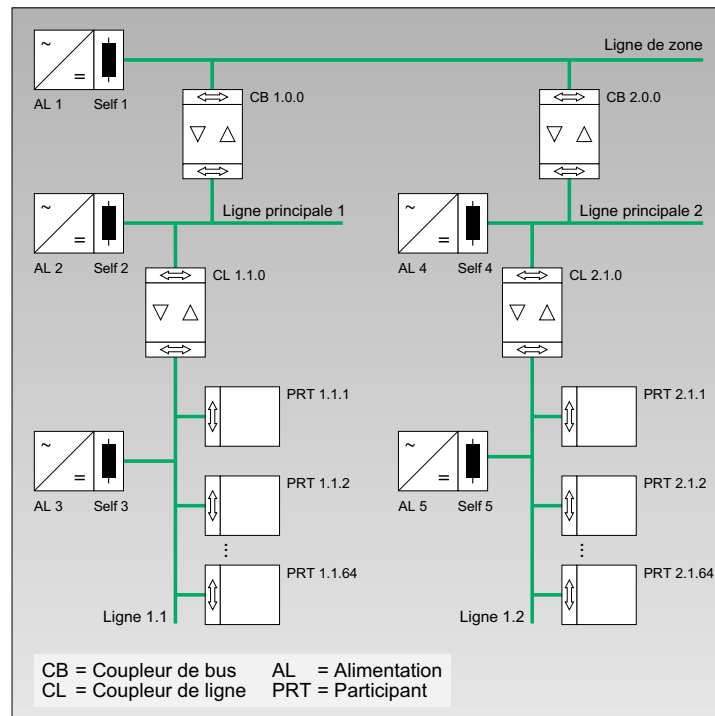 Ligne de zone
~
=
AL 1 Self 1
CB 1.0.0
CB 2.0.0
Ligne principale 1
Ligne principale 2
~
=
AL 2 Self 2
~
=
AL 4 Self 4
CL 1.1.0
CL 2.1.0
PRT 1.1.1
PRT 2.1.1
~
=
AL 3 Self 3
~
=
AL 5 Self 5
PRT 1.1.2
PRT 2.1.2
...
...
PRT 1.1.64
PRT 2.1.64
Ligne 1.1
Ligne 1.2
CB = Coupleur de bus AL = Alimentation
CL = Coupleur de ligne PRT = Participant